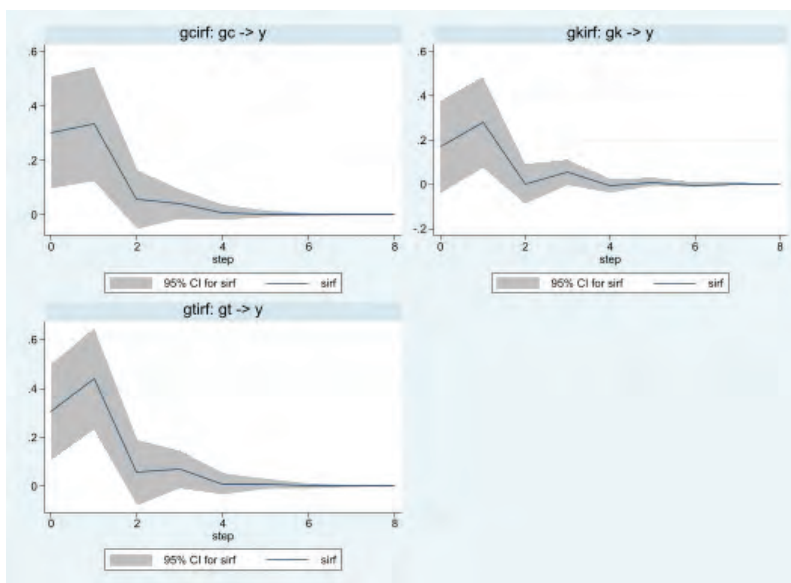 gcirf: gc -> y
.6
.4
.2
0
0 2 4 6 8
step
95% CI for sirf sirf
gkirf: gk -> y
.6
.4
.2
0
-.2
0 2 4 6 8
step
95% CI for sirf sirf
gtirf: gt -> y
.6
.4
.2
0
0 2 4 6 8
step
95% CI for sirf sirf